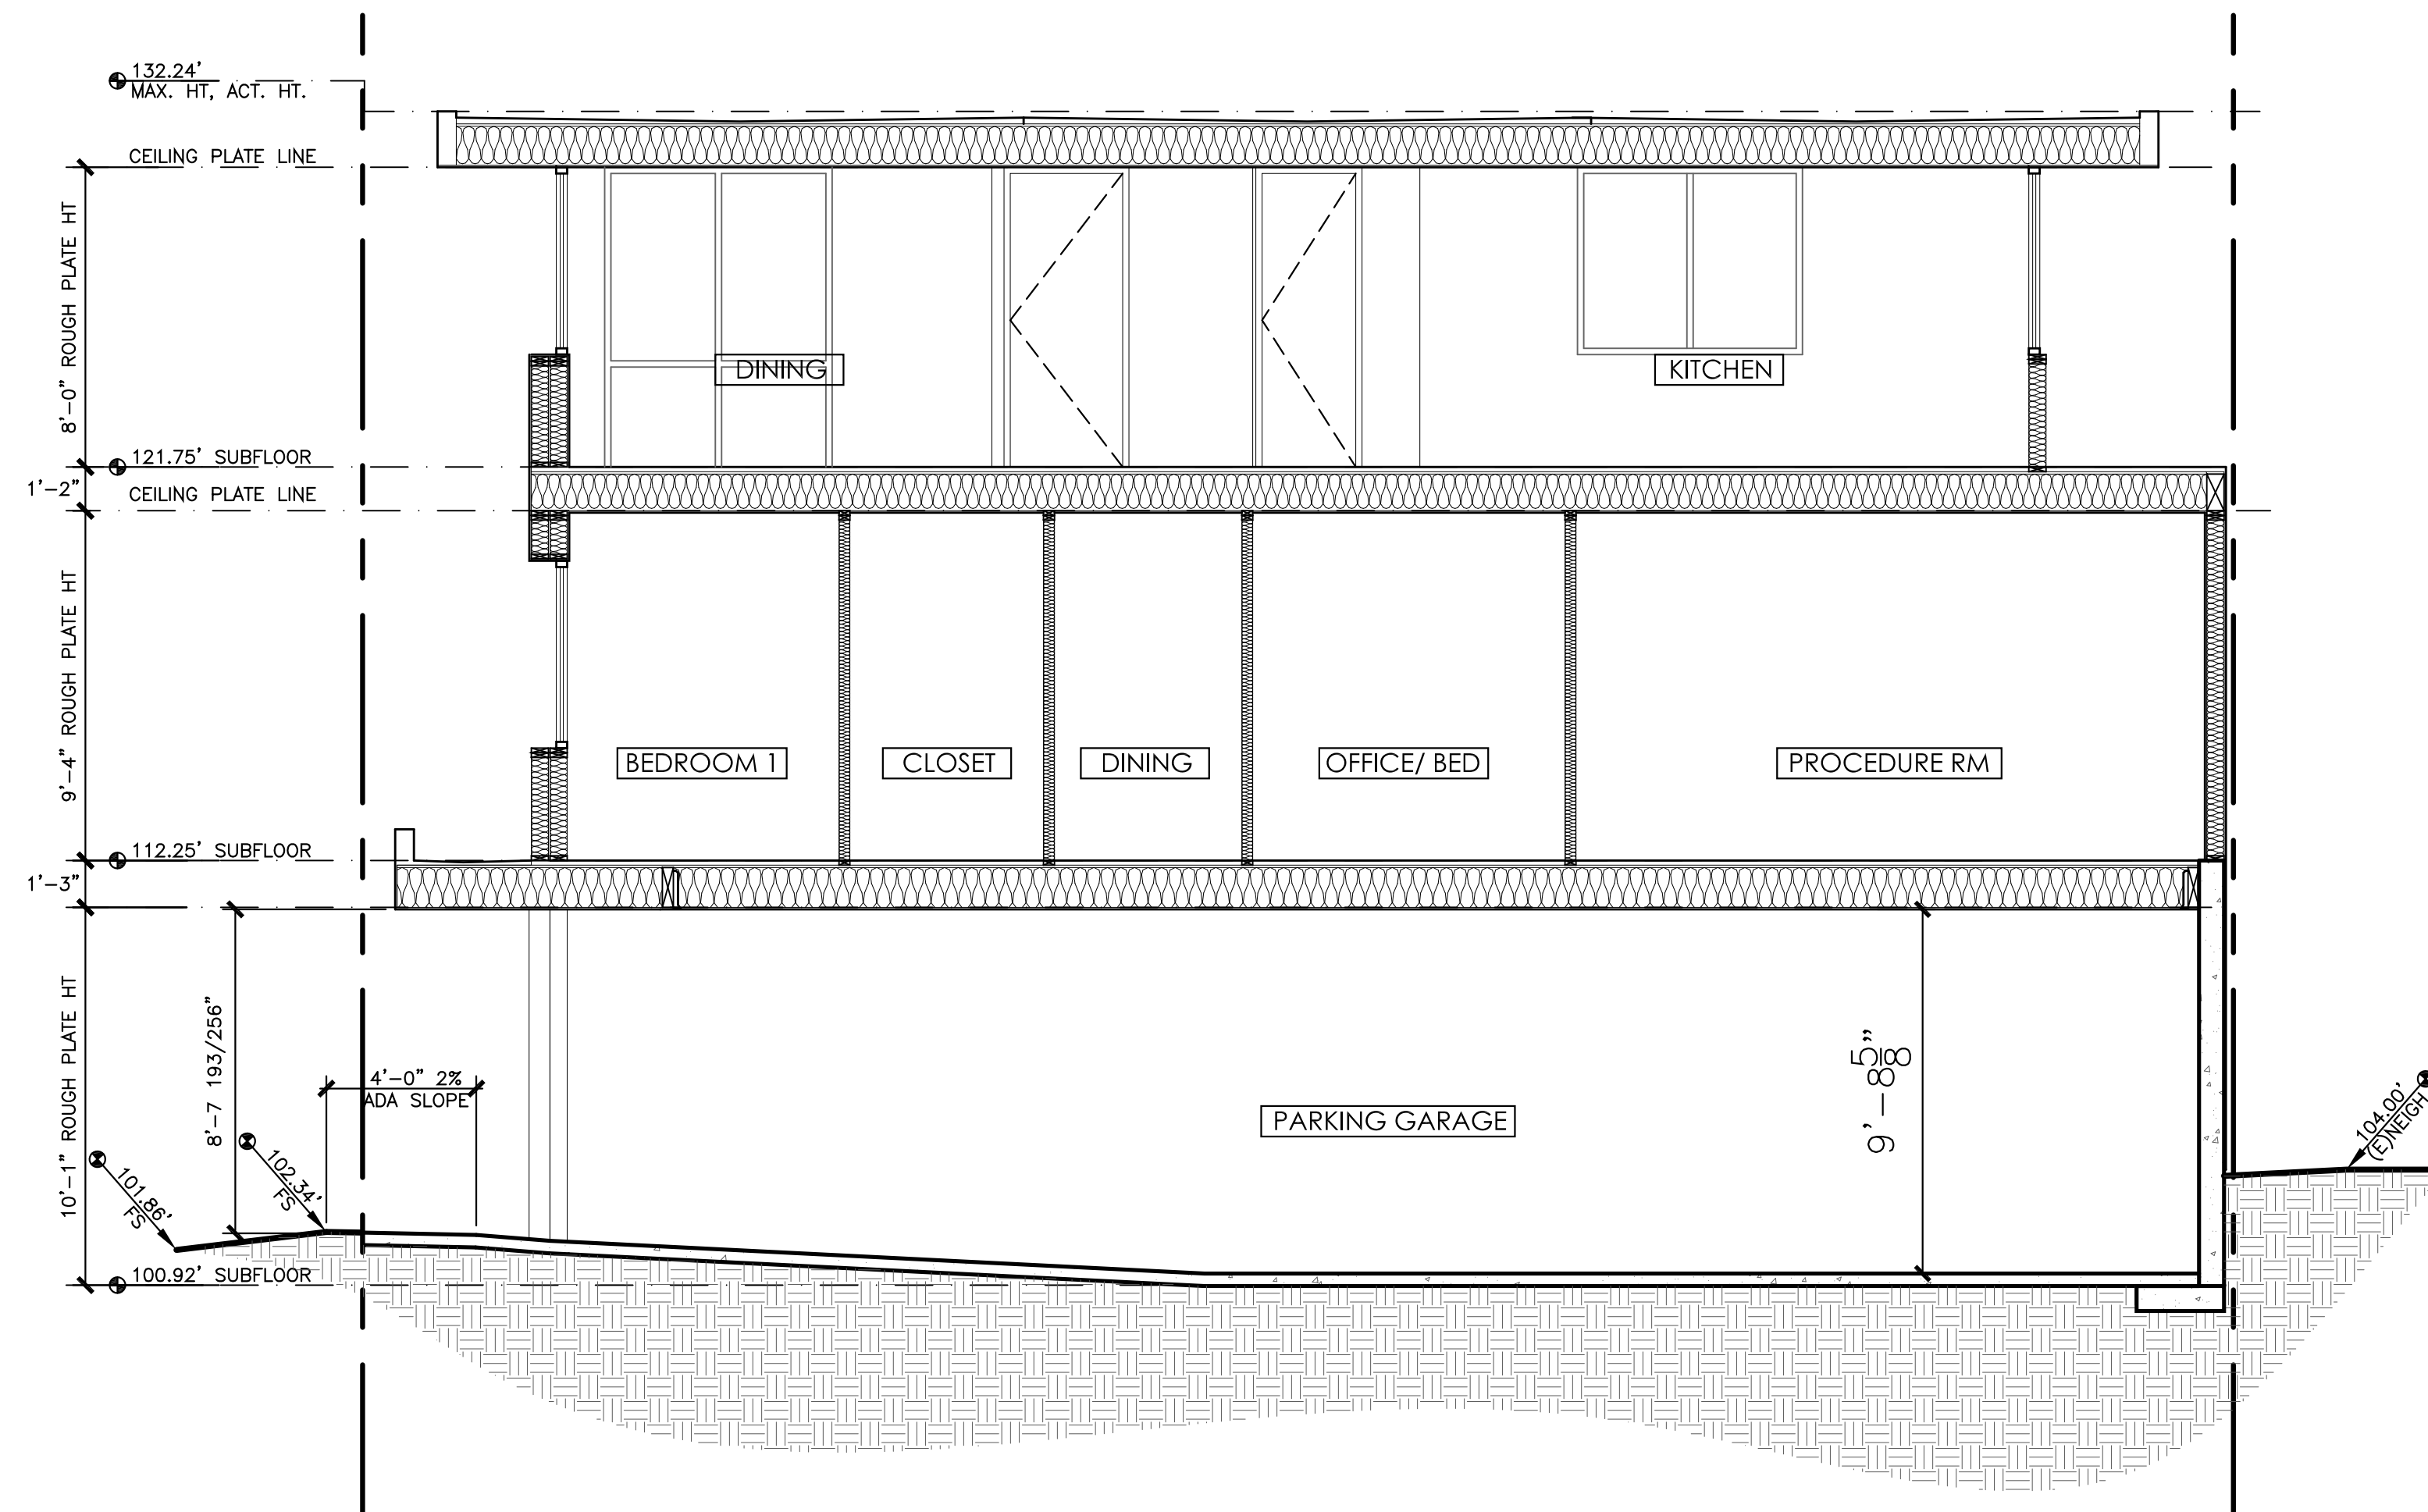 132.24'
MAX. HT, ACT. HT.
CEILING PLATE LINE
8'-0" ROUGH PLATE HT
DINING
KITCHEN
121.75' SUBFLOOR
1'-2"
CEILING PLATE LINE
9'-4" ROUGH PLATE HT
BEDROOM 1
CLOSET
DINING
OFFICE/ BED
PROCEDURE RM
112.25' SUBFLOOR
1'-3"
10'-1" ROUGH PLATE HT
8'-7 193/256"
4'-0" 2%
ADA SLOPE
9'-8 5/8"
PARKING GARAGE
101.86'
FS
102.34'
FS
104.00'
(E)NEIGH
100.92' SUBFLOOR